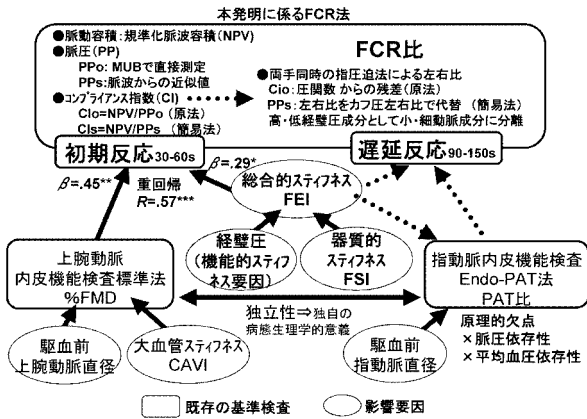 本発明に係るFCR法
●脈動容積:規準化脈波容積(NPV)
●脈圧(PP)
PPo:MUBで直接測定
PPs:脈波からの近似値
●コンプライアンス指数(CI)
CIo=NPV/PPo (原法)
CIs=NPV/PPs (簡易法)
FCR比
●両手同時の指圧迫法による左右比
Cio:圧関数からの残差(原法)
PPs:左右比をカフ圧左右比で代替 (簡易法)
高・低経壁圧成分として小・細動脈成分に分離
初期反応30-60s
遅延反応90-150s
β=.45**
重回帰
R=.57***
β=.29*
総合的スティフネス
FEI
経壁圧
(機能的スティフ
ネス要因)
器質的
スティフネス
FSI
上腕動脈
内皮機能検査標準法
%FMD
指動脈内皮機能検査
Endo-PAT法
PAT比
独立性⇒独自の
病態生理学的意義
原理的欠点
×脈圧依存性
×平均血圧依存性
駆血前
上腕動脈直径
大血管スティフネス
CAVI
駆血前
指動脈直径
既存の基準検査
影響要因